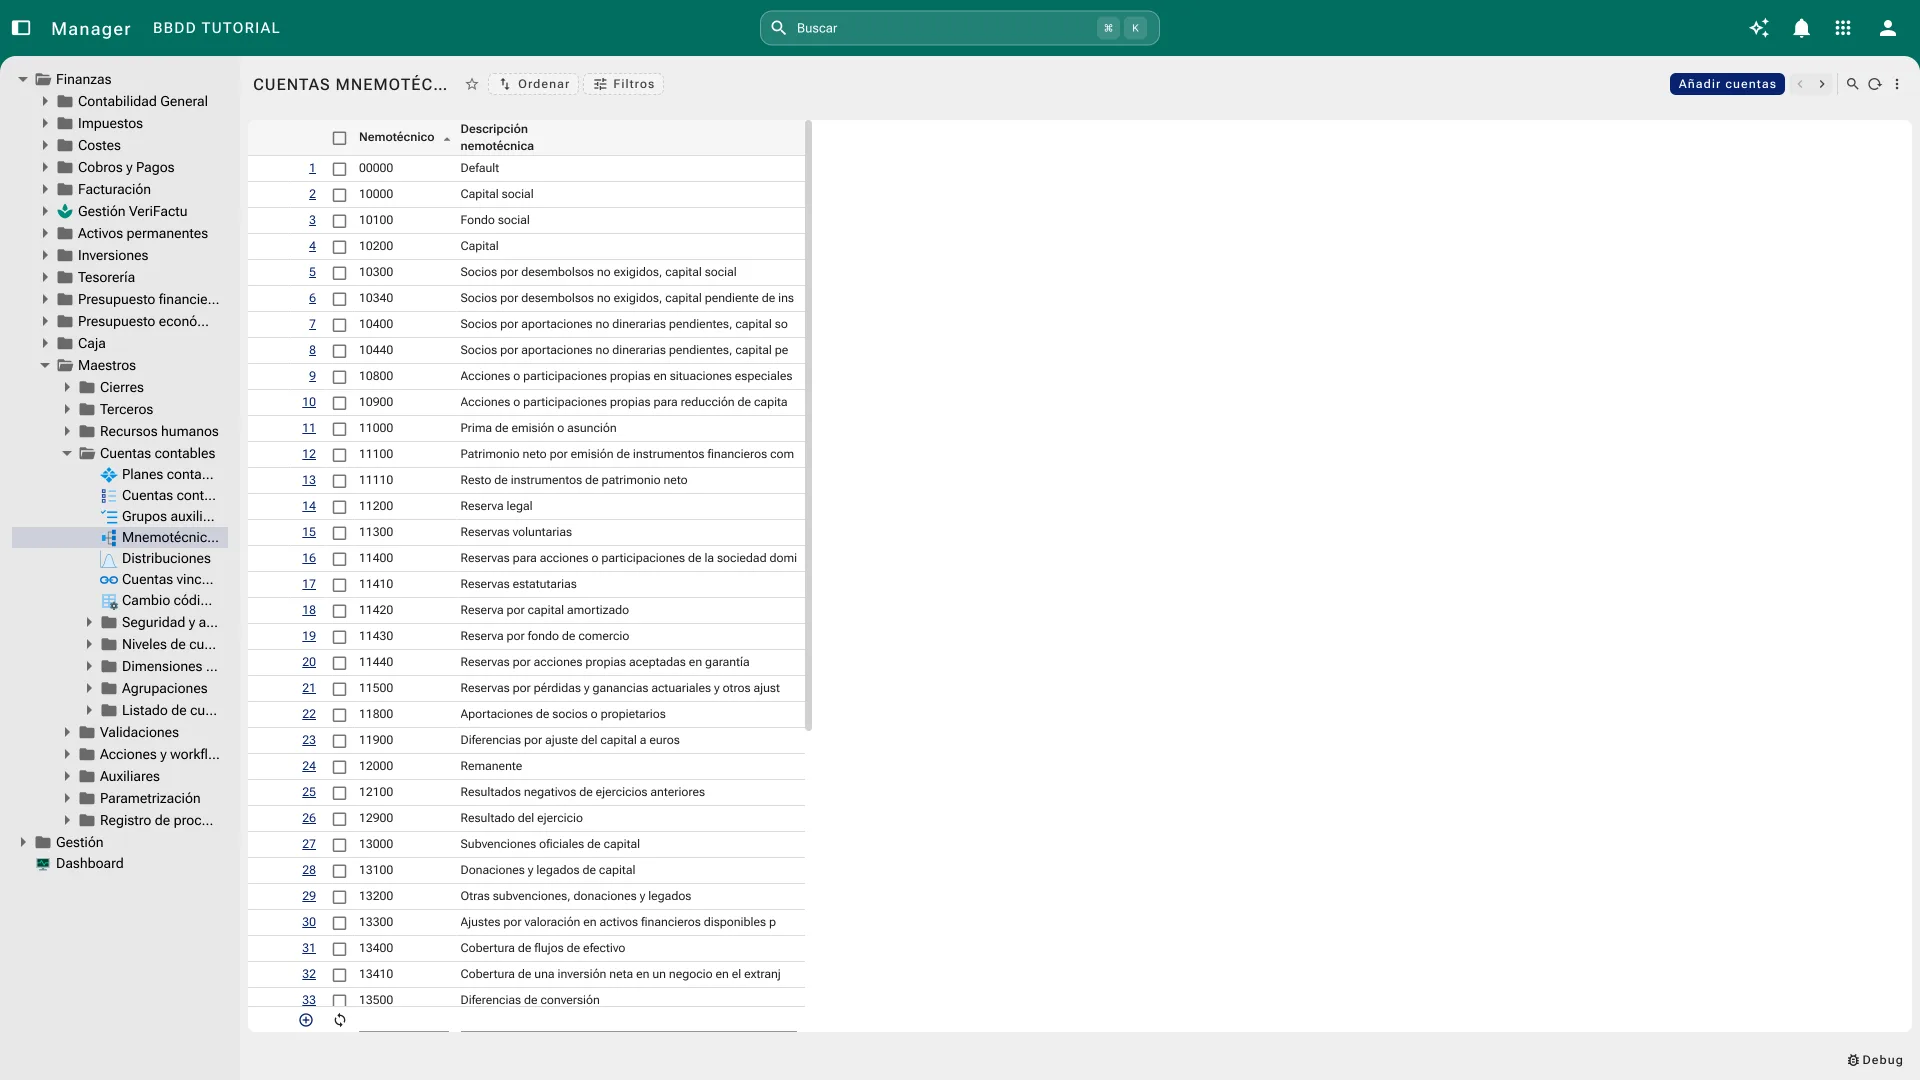 Manager BBDD TUTORIAL
Buscar ⌘ K
Finanzas
Contabilidad General
Impuestos
Costes
Cobros y Pagos
Facturación
Gestión VeriFactu
Activos permanentes
Inversiones
Tesorería
Presupuesto financie...
Presupuesto econó...
Caja
Maestros
Cierres
Terceros
Recursos humanos
Cuentas contables
Planes conta...
Cuentas cont...
Grupos auxili...
Mnemotécnic...
Distribuciones
Cuentas vinc...
Cambio códi...
Seguridad y a...
Niveles de cu...
Dimensiones ...
Agrupaciones
Listado de cu...
Validaciones
Acciones y workfl...
Auxiliares
Parametrización
Registro de proc...
Gestión
Dashboard
CUENTAS MNEMOTÉC... Ordenar Filtros
Añadir cuentas
Nemotécnico Descripción
nemotécnica
1 00000 Default
2 10000 Capital social
3 10100 Fondo social
4 10200 Capital
5 10300 Socios por desembolsos no exigidos, capital social
6 10340 Socios por desembolsos no exigidos, capital pendiente de ins
7 10400 Socios por aportaciones no dinerarias pendientes, capital so
8 10440 Socios por aportaciones no dinerarias pendientes, capital pe
9 10800 Acciones o participaciones propias en situaciones especiales
10 10900 Acciones o participaciones propias para reducción de capita
11 11000 Prima de emisión o asunción
12 11100 Patrimonio neto por emisión de instrumentos financieros com
13 11110 Resto de instrumentos de patrimonio neto
14 11200 Reserva legal
15 11300 Reservas voluntarias
16 11400 Reservas para acciones o participaciones de la sociedad domi
17 11410 Reservas estatutarias
18 11420 Reserva por capital amortizado
19 11430 Reserva por fondo de comercio
20 11440 Reservas por acciones propias aceptadas en garantía
21 11500 Reservas por pérdidas y ganancias actuariales y otros ajust
22 11800 Aportaciones de socios o propietarios
23 11900 Diferencias por ajuste del capital a euros
24 12000 Remanente
25 12100 Resultados negativos de ejercicios anteriores
26 12900 Resultado del ejercicio
27 13000 Subvenciones oficiales de capital
28 13100 Donaciones y legados de capital
29 13200 Otras subvenciones, donaciones y legados
30 13300 Ajustes por valoración en activos financieros disponibles p
31 13400 Cobertura de flujos de efectivo
32 13410 Cobertura de una inversión neta en un negocio en el extranj
33 13500 Diferencias de conversión
Debug